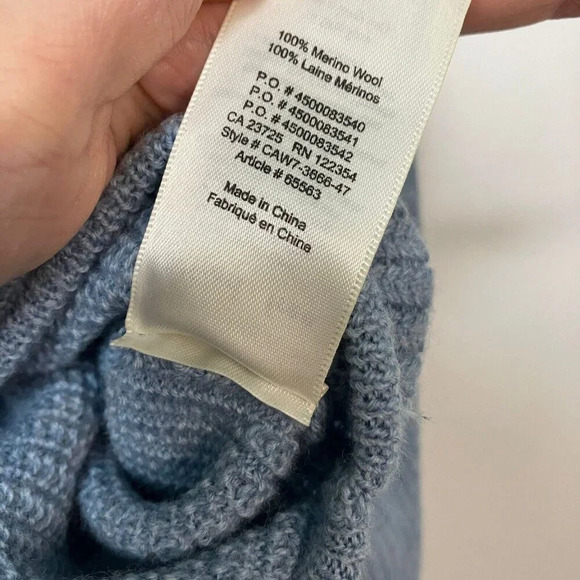 100% Merino Wool
100% Laine Mérinos
P.O. # 4500083540
P.O. # 4500083541
P.O. # 4500083542
CA 23725 RN 122354
Style # CAW7-3666-47
Article # 65563
Made in China
Fabriqué en Chine